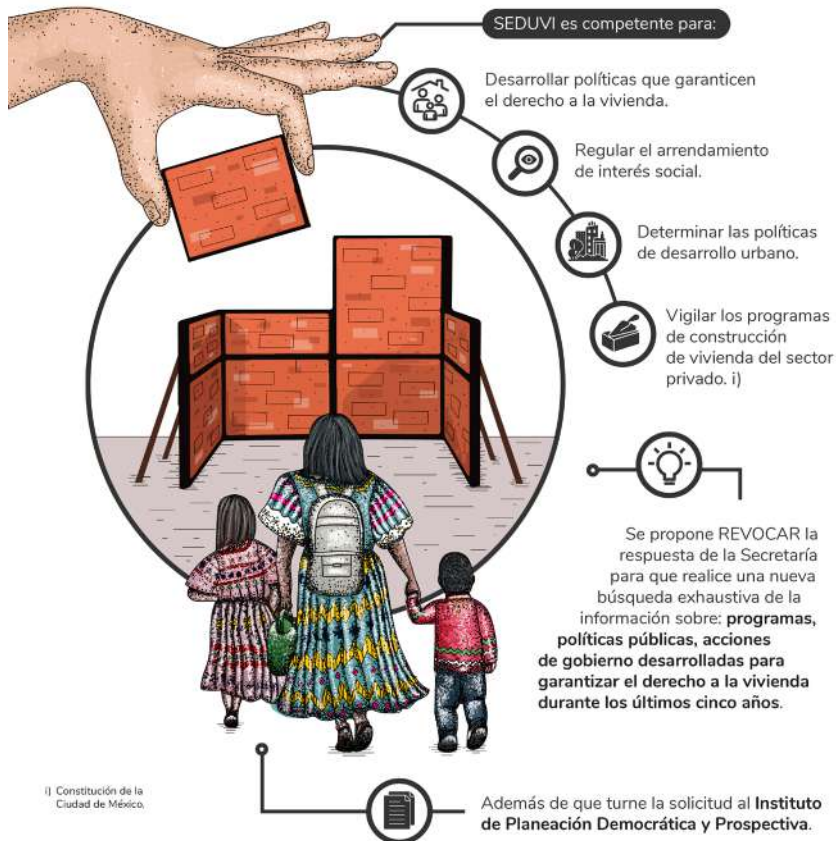 SEDUVI es competente para:
Desarrollar políticas que garanticen
el derecho a la vivienda.
Regular el arrendamiento
de interés social.
Determinar las políticas
de desarrollo urbano.
Vigilar los programas
de construcción
de vivienda del sector
privado. i)
Se propone REVOCAR la
respuesta de la Secretaría
para que realice una nueva
búsqueda exhaustiva de la
información sobre: programas,
políticas públicas, acciones
de gobierno desarrolladas para
garantizar el derecho a la vivienda
durante los últimos cinco años.
i) Constitución de la
Ciudad de México,
Además de que turne la solicitud al Instituto
de Planeación Democrática y Prospectiva.